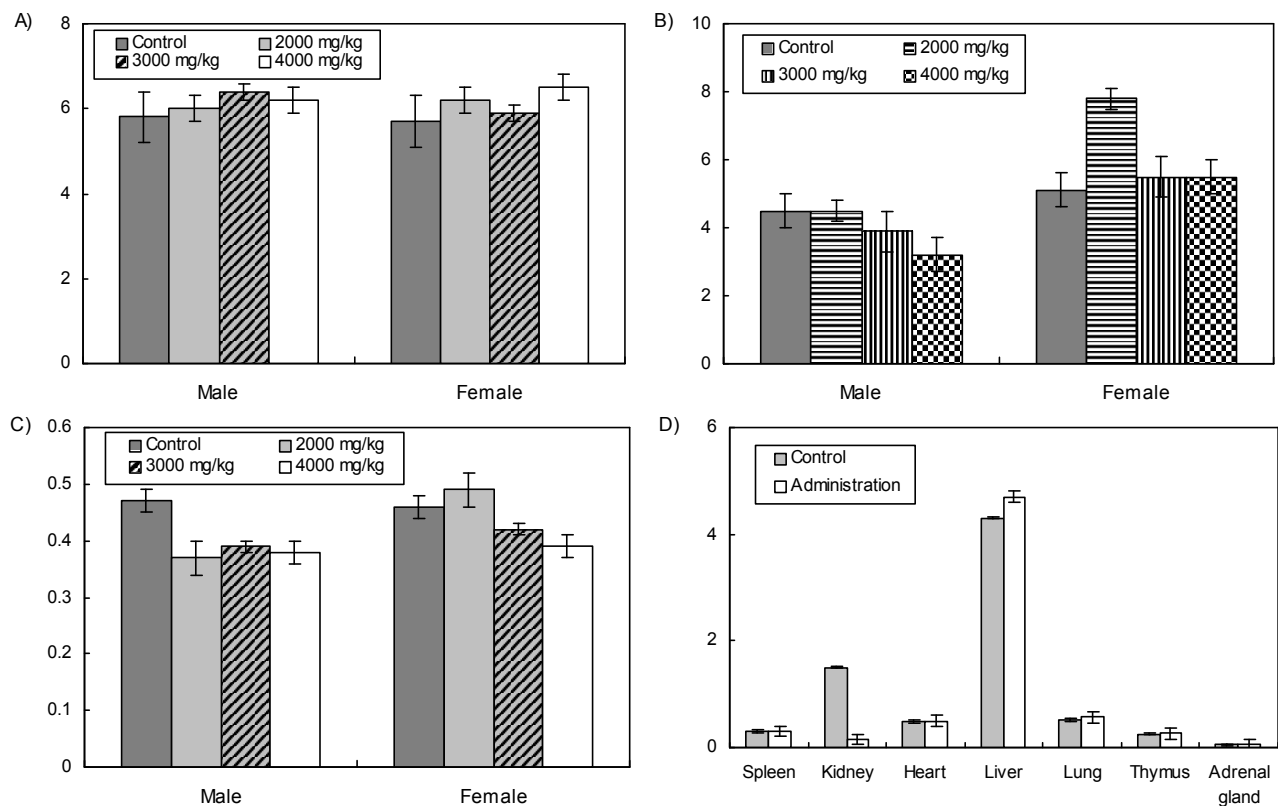 A)
8
6
4
2
0
Control
2000 mg/kg
3000 mg/kg
4000 mg/kg
Male
Female
B)
10
8
6
4
2
0
Control
2000 mg/kg
3000 mg/kg
4000 mg/kg
Male
Female
C)
0.6
0.5
0.4
0.3
0.2
0.1
0
Control
2000 mg/kg
3000 mg/kg
4000 mg/kg
Male
Female
D)
6
4
2
0
Control
Administration
Spleen
Kidney
Heart
Liver
Lung
Thymus
Adrenal
gland